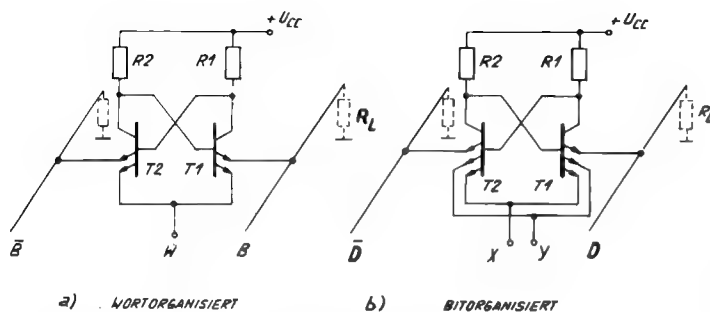 + UCC
R2
R1
RL
T2
T1
B̅
W
B
a) WORTORGANISIERT
+ UCC
R2
R1
RL
T2
T1
D̅
X
Y
D
b) BITORGANISIERT